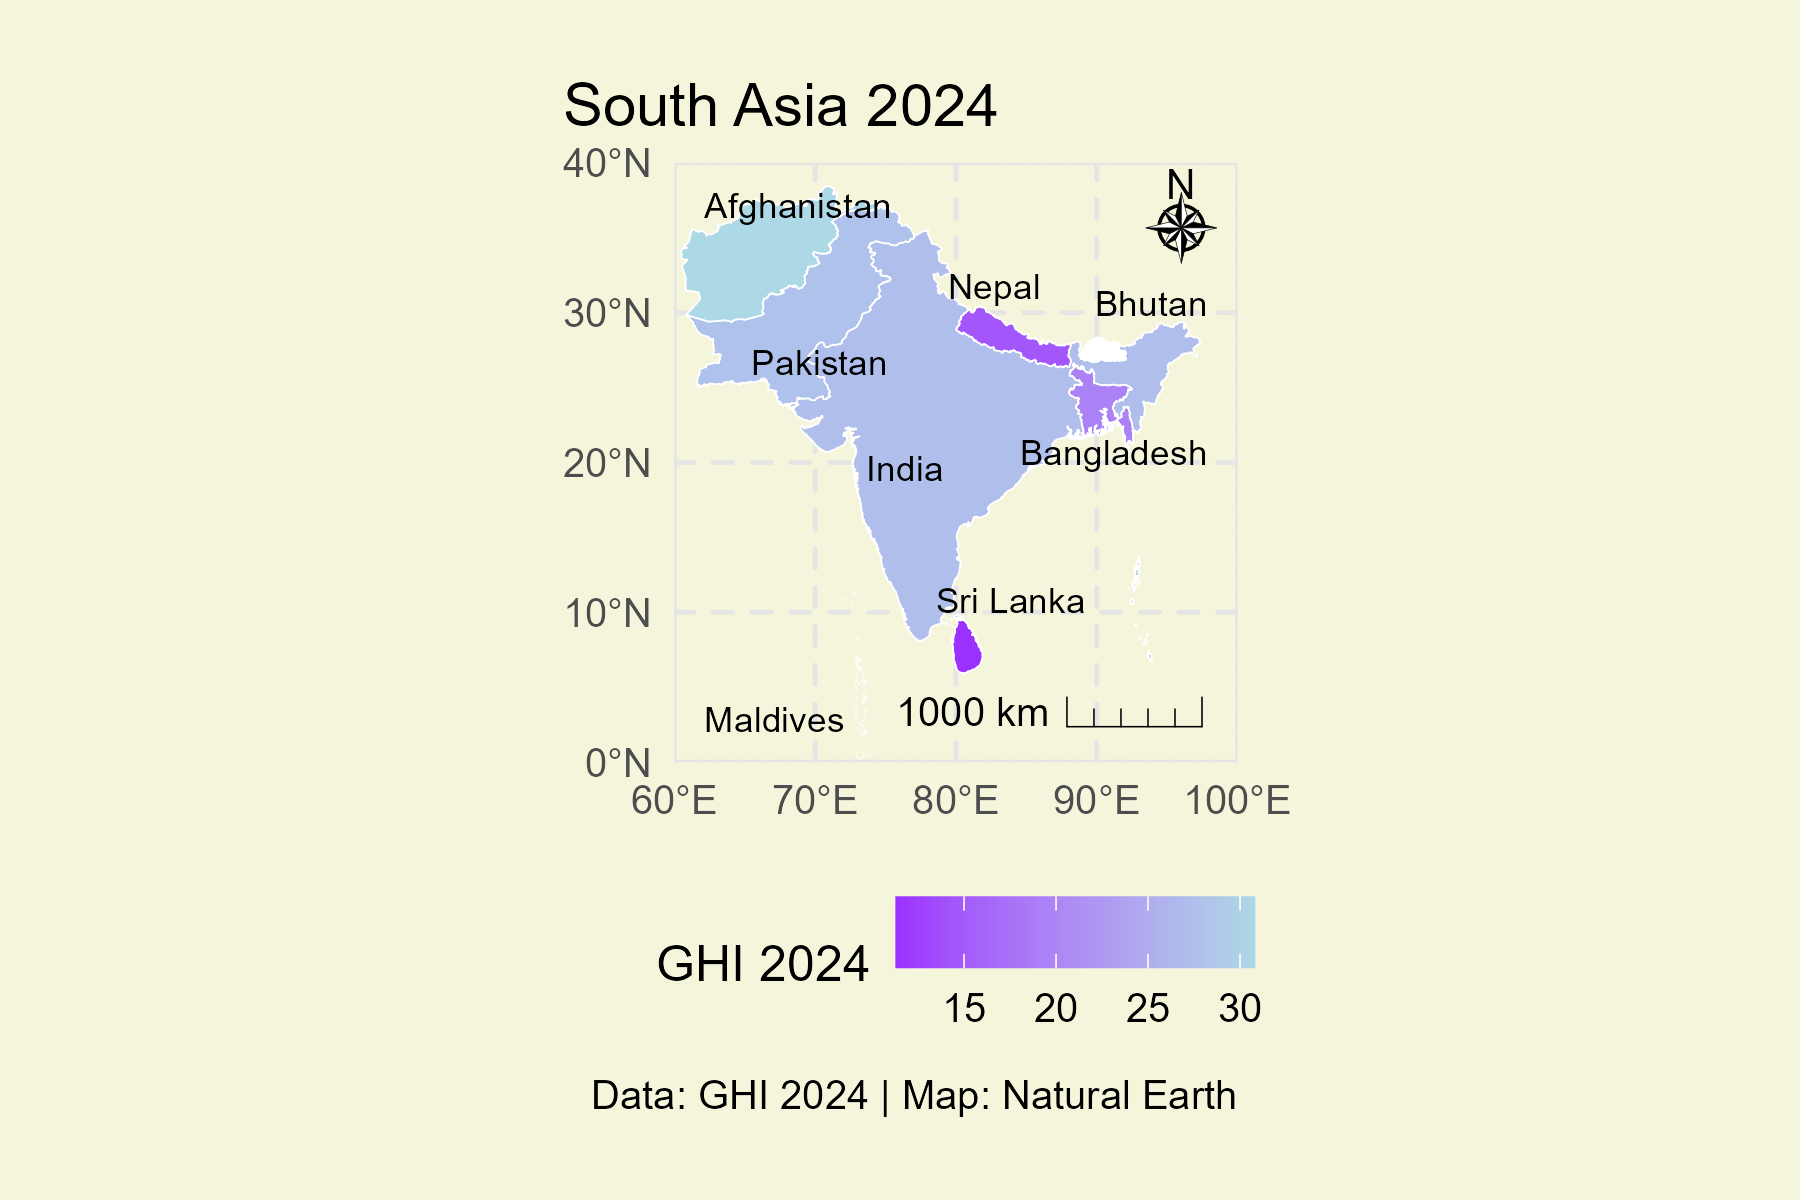 South Asia 2024
40°N
N
Afghanistan
Nepal
Bhutan
30°N
Pakistan
Bangladesh
20°N
India
Sri Lanka
10°N
Maldives
1000 km
0°N
60°E 70°E 80°E 90°E 100°E
GHI 2024
15 20 25 30
Data: GHI 2024 | Map: Natural Earth